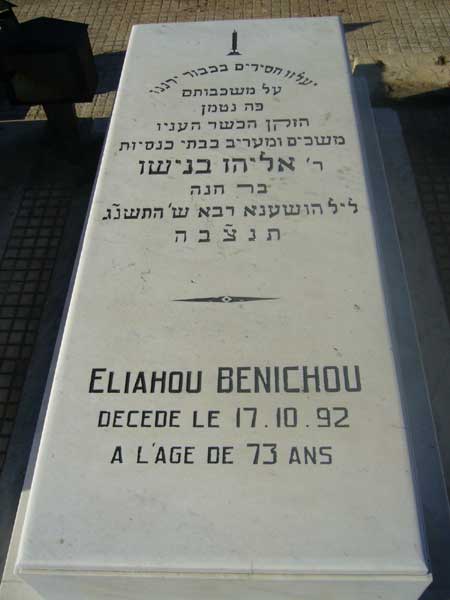 יעלזו חסידים בכבוד ירננו
על משכבותם
פה נטמן
הזקן הכשר העניו
משכים ומעריב בבתי כנסיות
ר׳ אליהו בנישו
בר חנה
ליל הושענא רבא ש׳ התשנ״ג
ת נ צ ב ה
ELIAHOU BENICHOU
DECEDE LE 17.10.92
A L'AGE DE 73 ANS